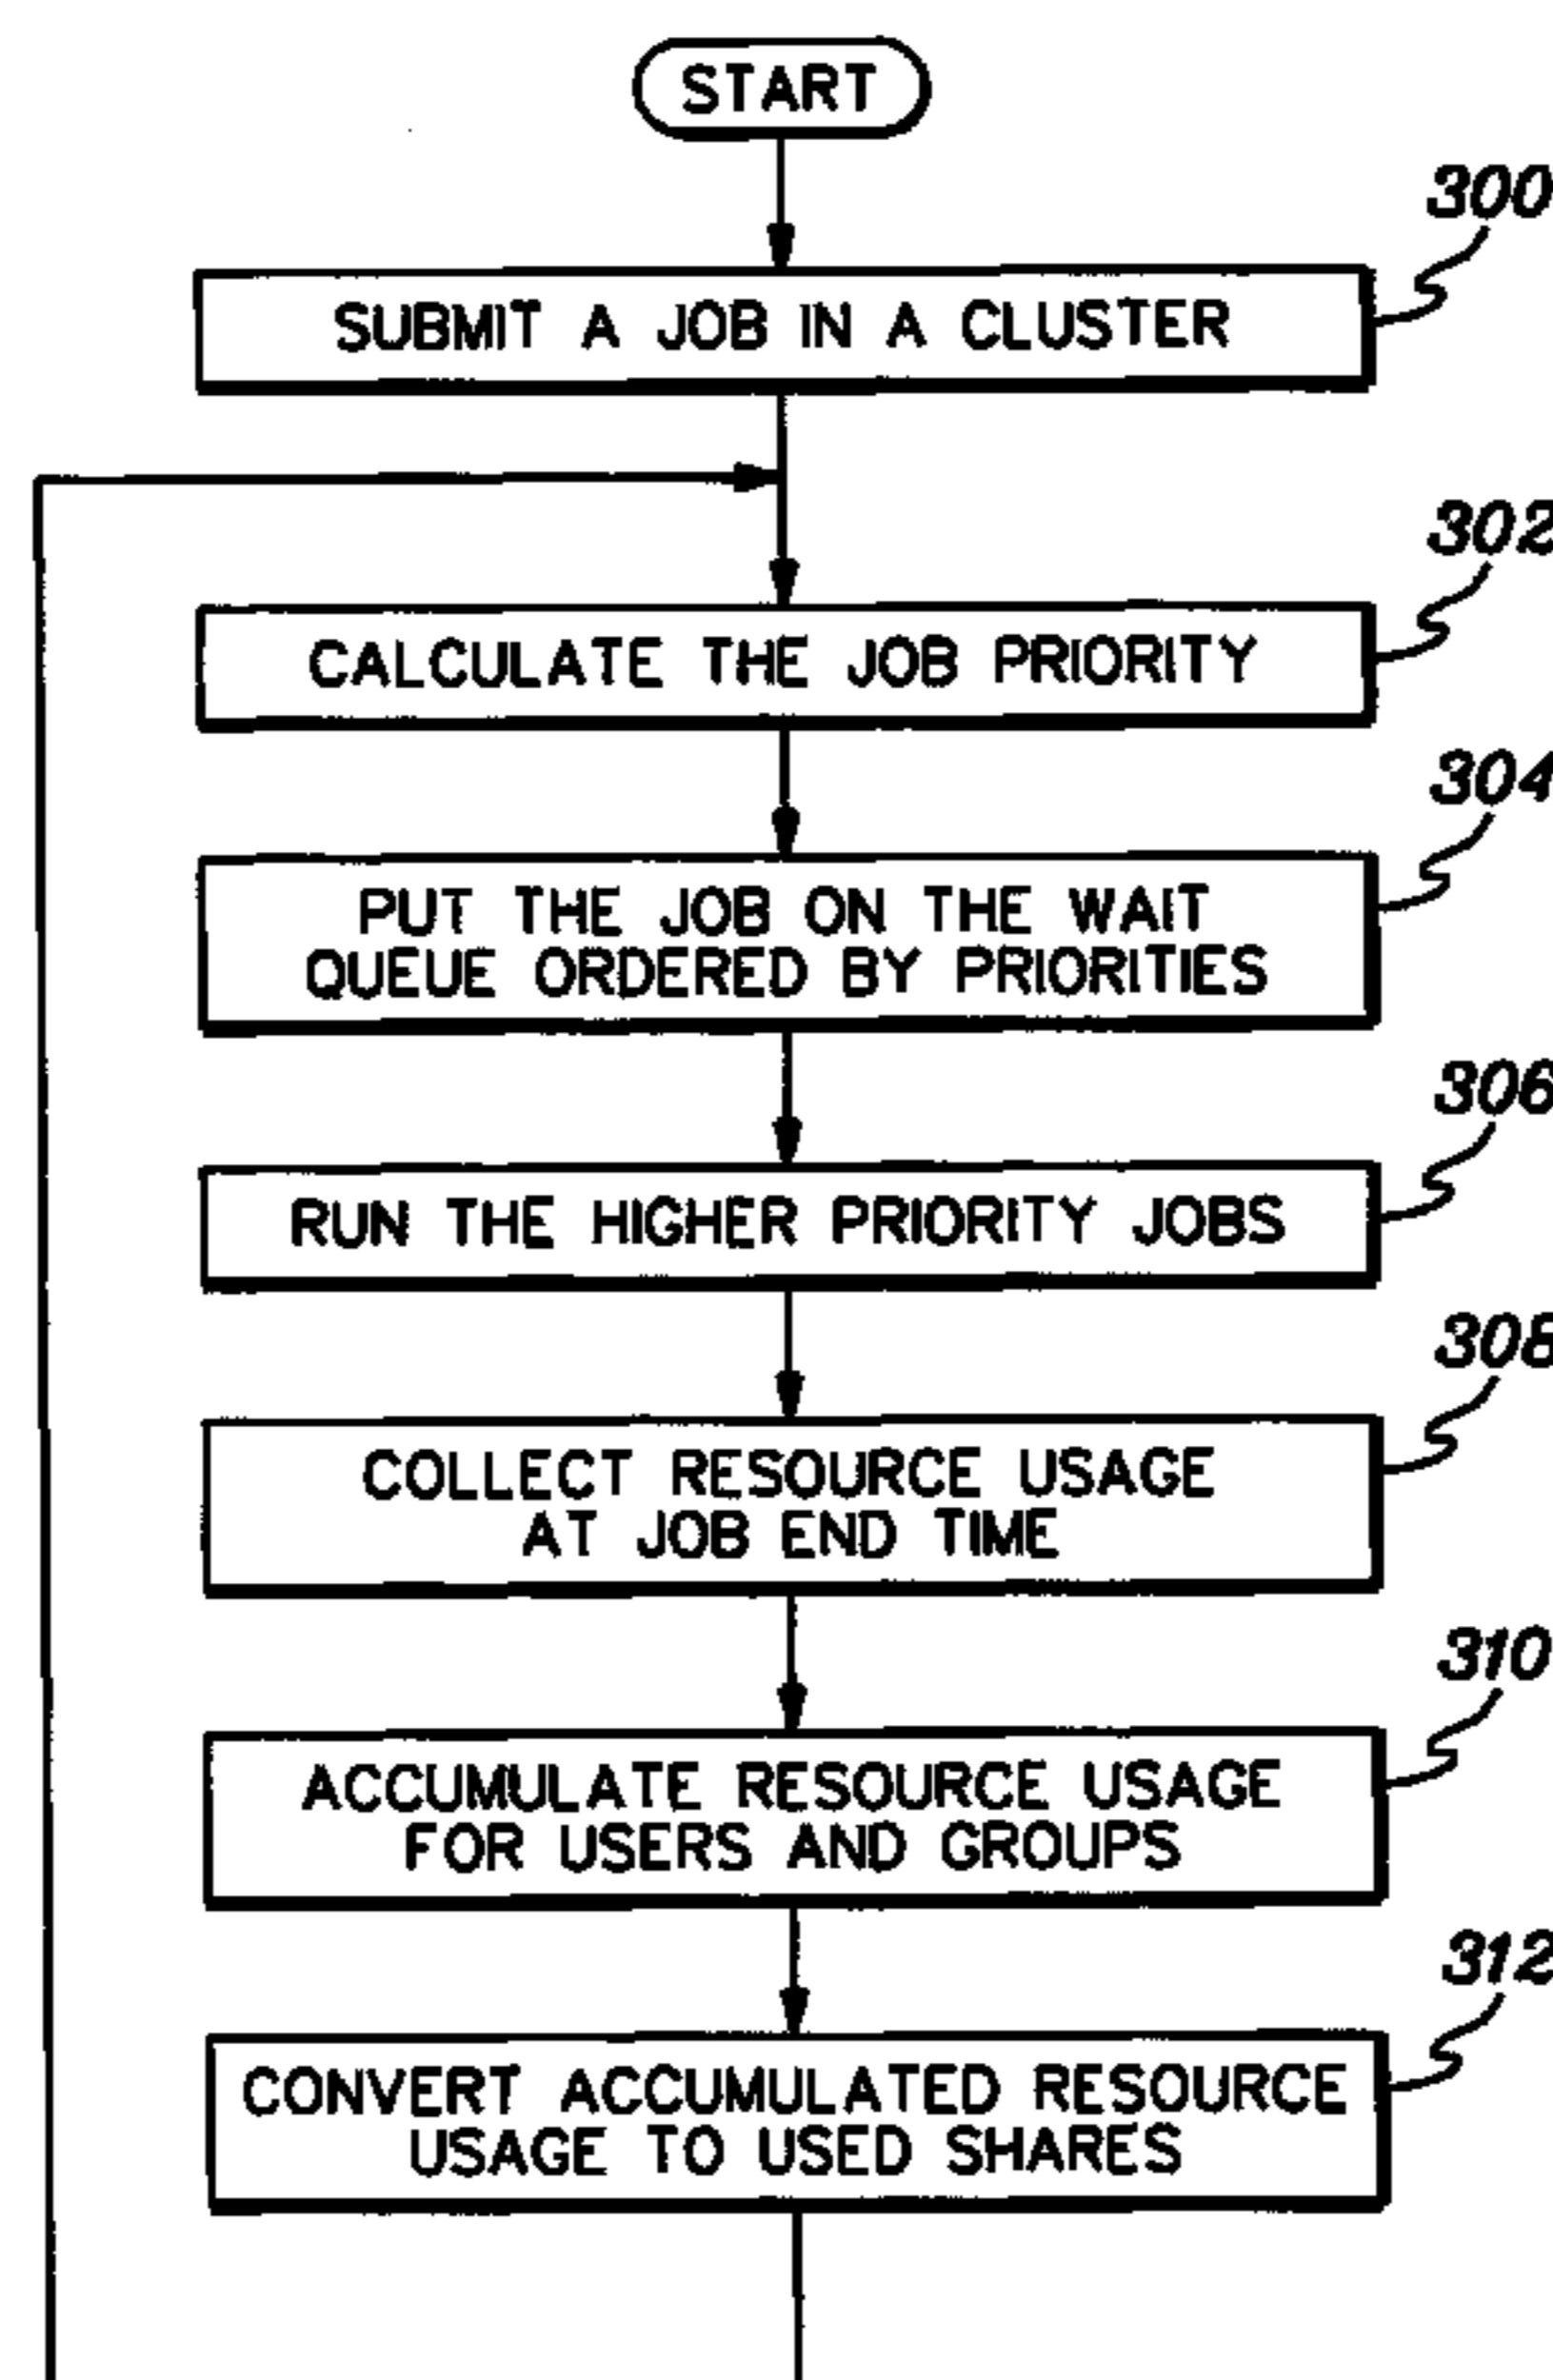 START
300
SUBMIT A JOB IN A CLUSTER
302
CALCULATE THE JOB PRIORITY
304
PUT THE JOB ON THE WAIT
QUEUE ORDERED BY PRIORITIES
306
RUN THE HIGHER PRIORITY JOBS
308
COLLECT RESOURCE USAGE
AT JOB END TIME
310
ACCUMULATE RESOURCE USAGE
FOR USERS AND GROUPS
312
CONVERT ACCUMULATED RESOURCE
USAGE TO USED SHARES